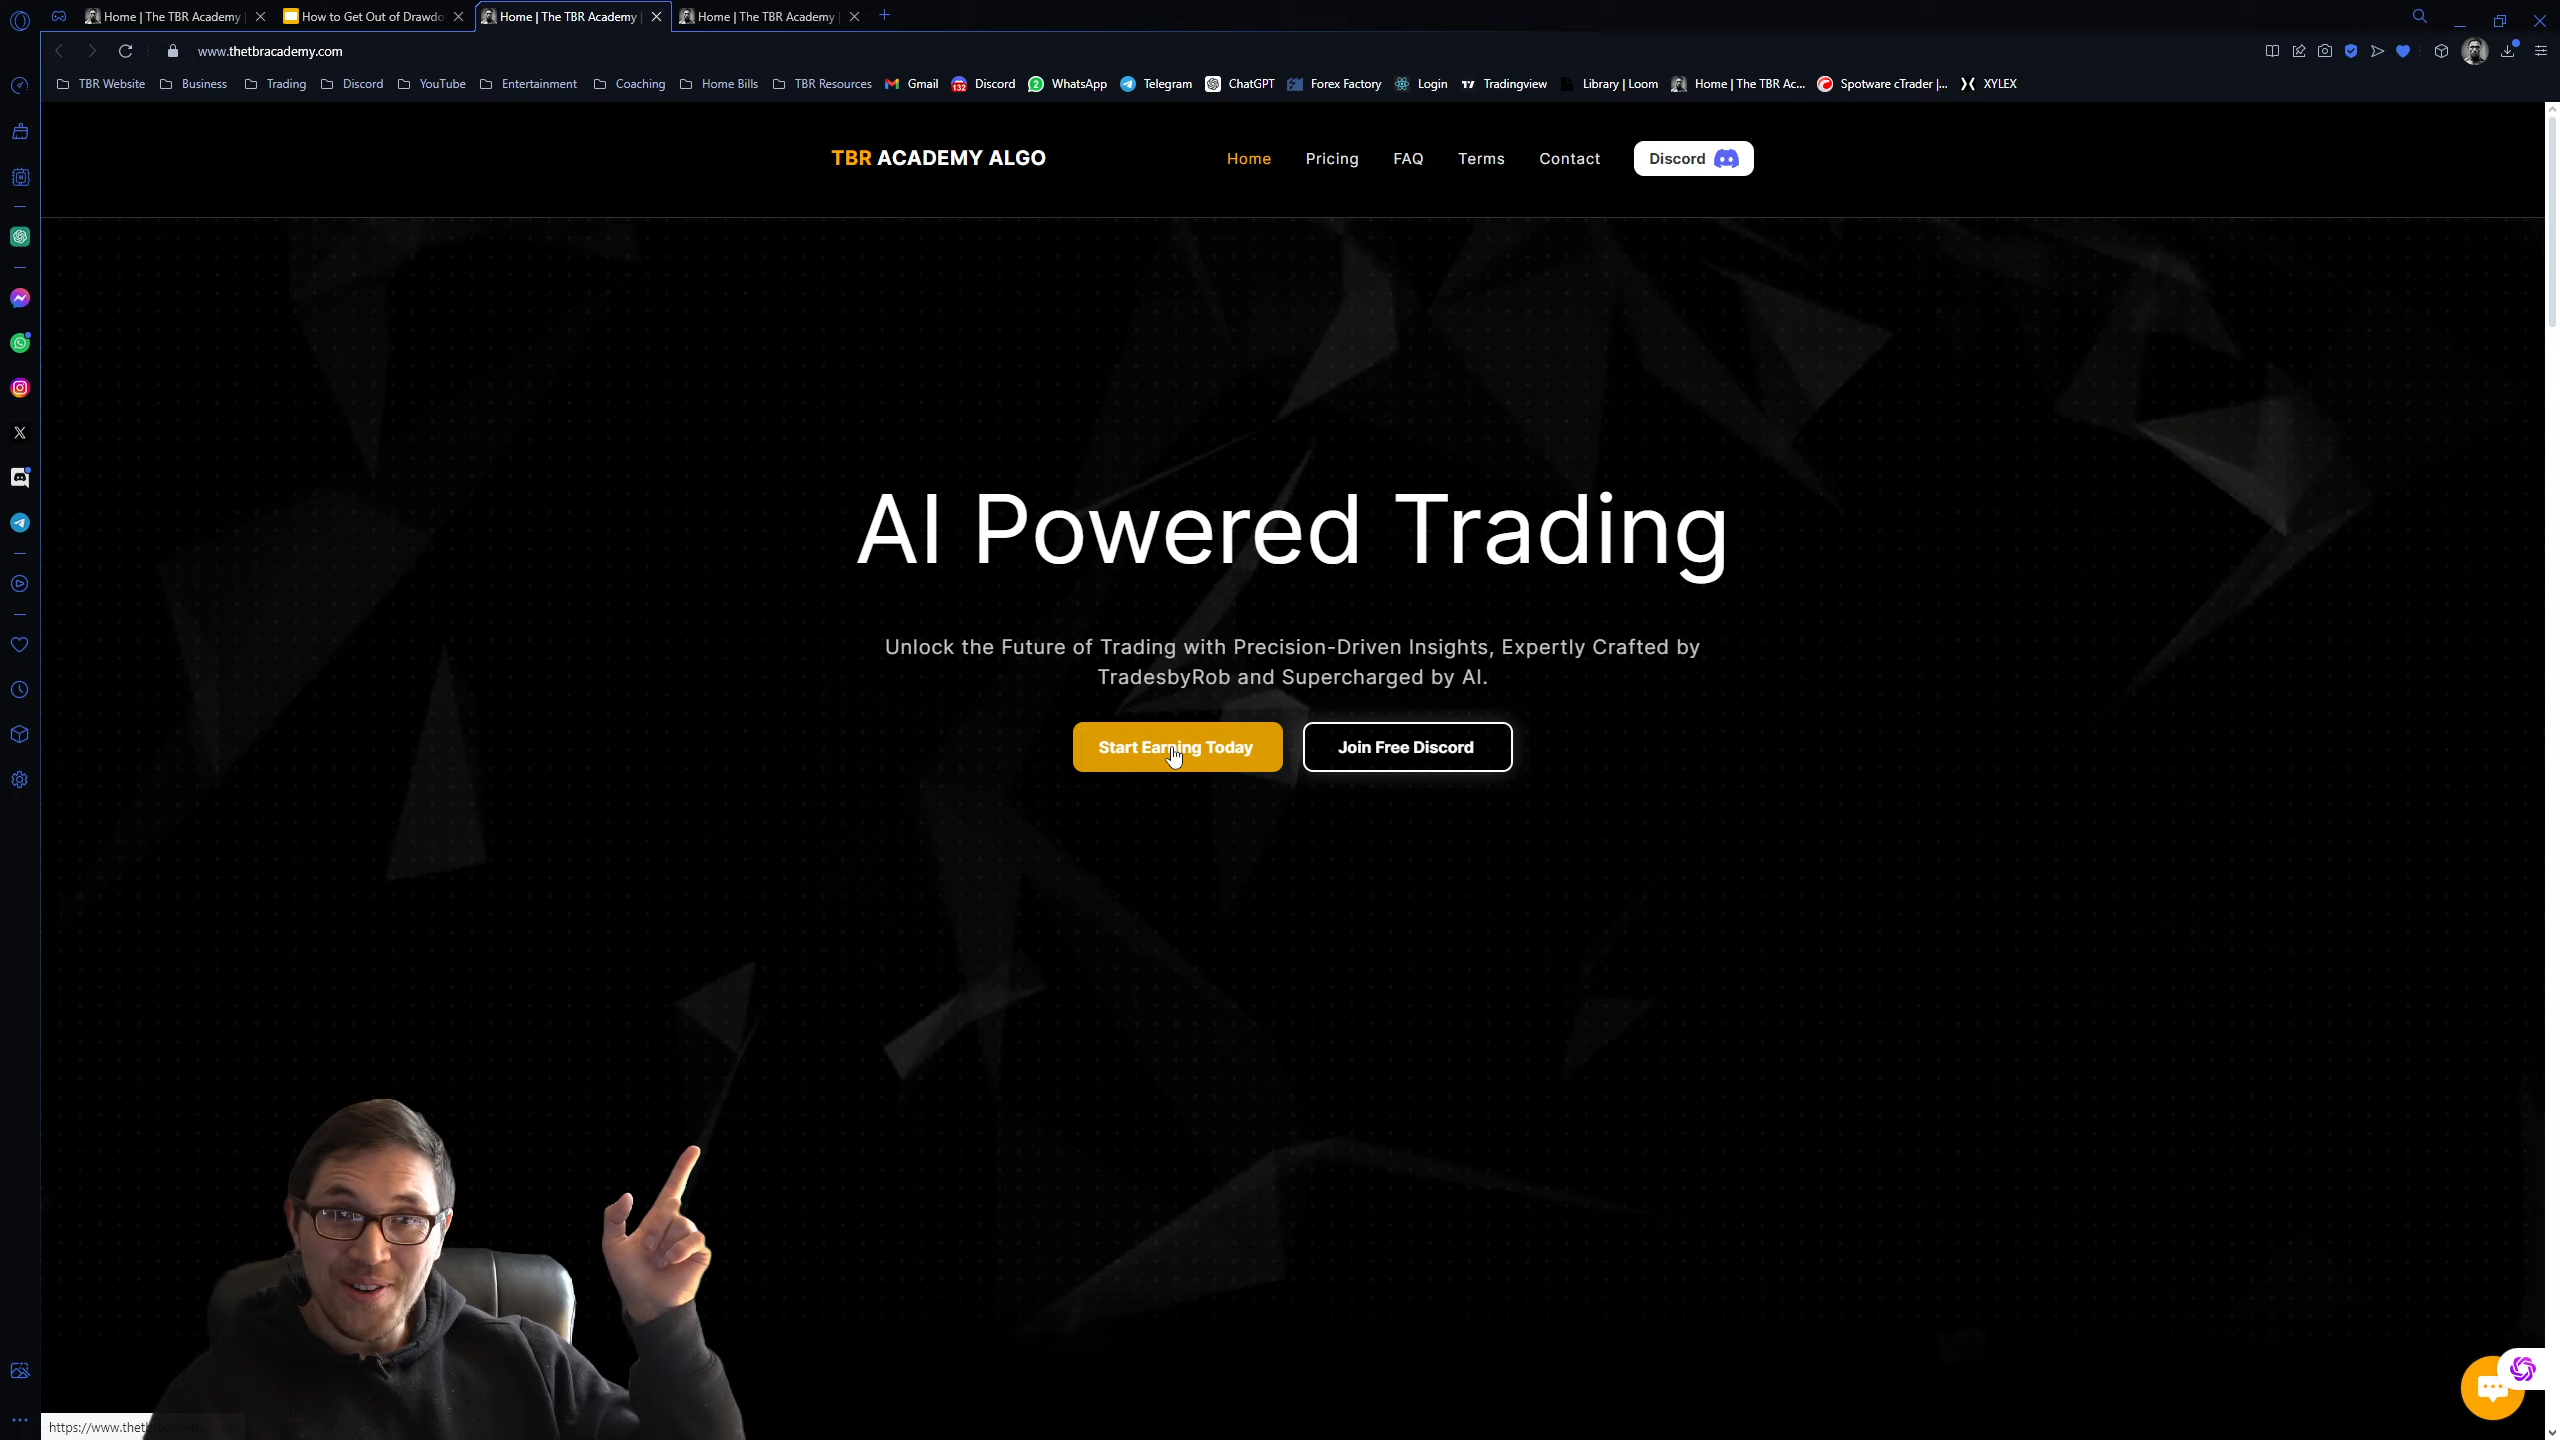 Home | The TBR Academy
How to Get Out of Drawdo
Home | The TBR Academy
Home | The TBR Academy
www.thetbracademy.com
TBR Website
Business
Trading
Discord
YouTube
Entertainment
Coaching
Home Bills
TBR Resources
Gmail
132
Discord
2
WhatsApp
Telegram
ChatGPT
Forex Factory
Login
Tradingview
Library | Loom
Home | The TBR Ac...
Spotware cTrader |...
XYLEX
TBR ACADEMY ALGO
Home
Pricing
FAQ
Terms
Contact
Discord
AI Powered Trading
Unlock the Future of Trading with Precision-Driven Insights, Expertly Crafted by
TradesbyRob and Supercharged by AI.
Start Earning Today
Join Free Discord